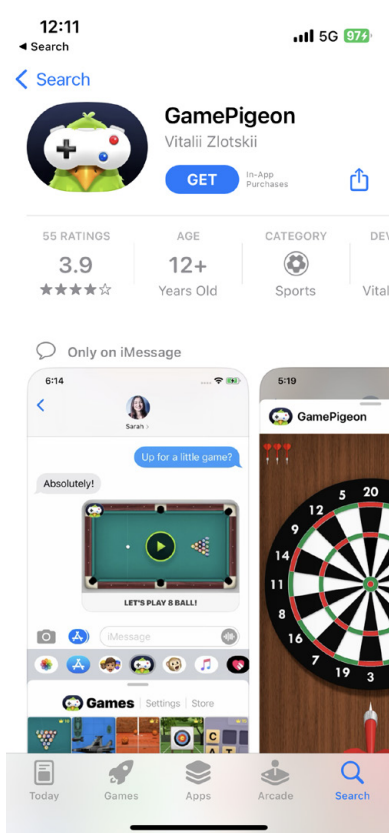 12:11
5G 97
◀ Search
Search
GamePigeon
Vitalii Zlotskii
GET
In-App
Purchases
55 RATINGS
3.9
AGE
12+
Years Old
CATEGORY
Sports
DE
Vital
Only on iMessage
6:14
Sarah
Up for a little game?
Absolutely!
LET'S PLAY 8 BALL!
iMessage
Games Settings Store
C
A T
5:19
GamePigeon
20
5
12
9
14
11
8
16
7
19
3
Today
Games
Apps
Arcade
Search